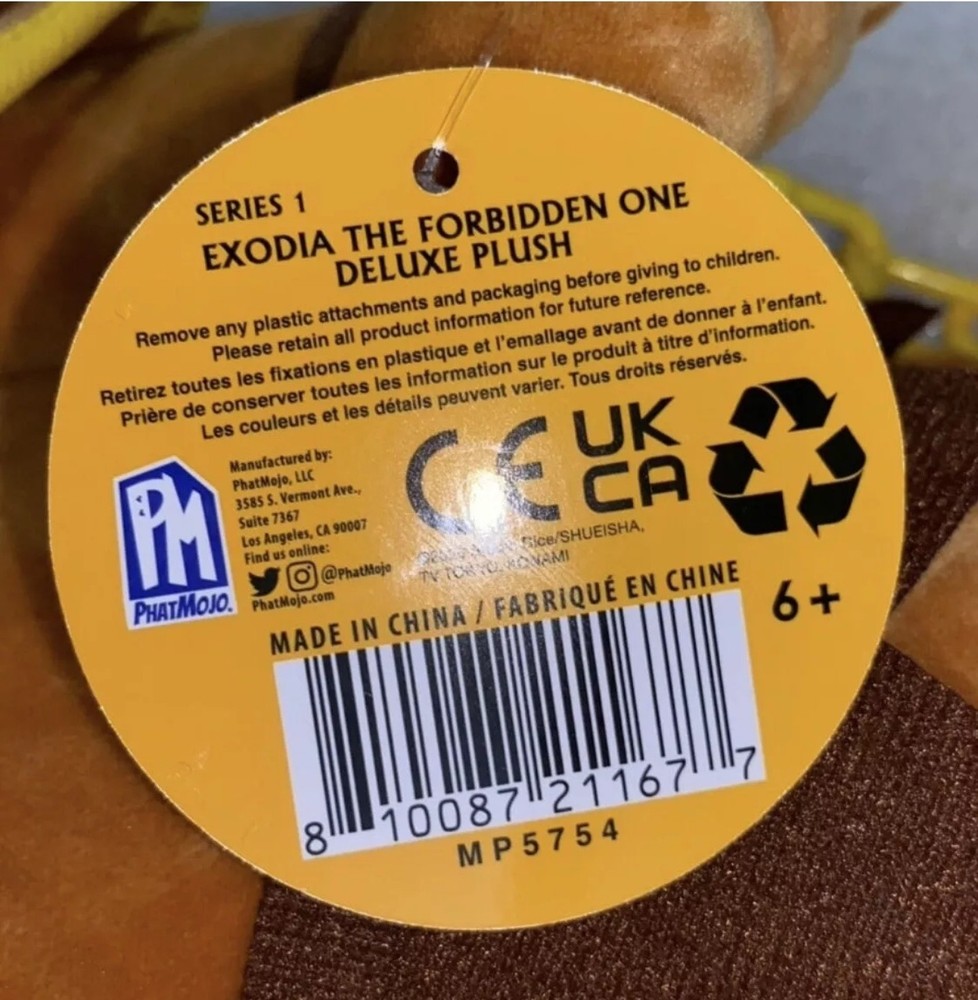 SERIES 1
EXODIA THE FORBIDDEN ONE
DELUXE PLUSH
Remove any plastic attachments and packaging before giving to children.
Please retain all product information for future reference.
Retirez toutes les fixations en plastique et l'emallage avant de donner à l'enfant.
Prière de conserver toutes les information sur le produit à titre d'information.
Les couleurs et les détails peuvent varier. Tous droits réservés.
PM
PHATMOJO.
Manufactured by:
PhatMojo, LLC
3585 S. Vermont Ave.,
Suite 7367
Los Angeles, CA 90007
Find us online:
@PhatMojo
PhatMojo.com
CE
UK
CA
/SHUEISHA,
TV TOKYO, KONAMI
MADE IN CHINA / FABRIQUÉ EN CHINE
6+
8 10087 21167 7
MP5754